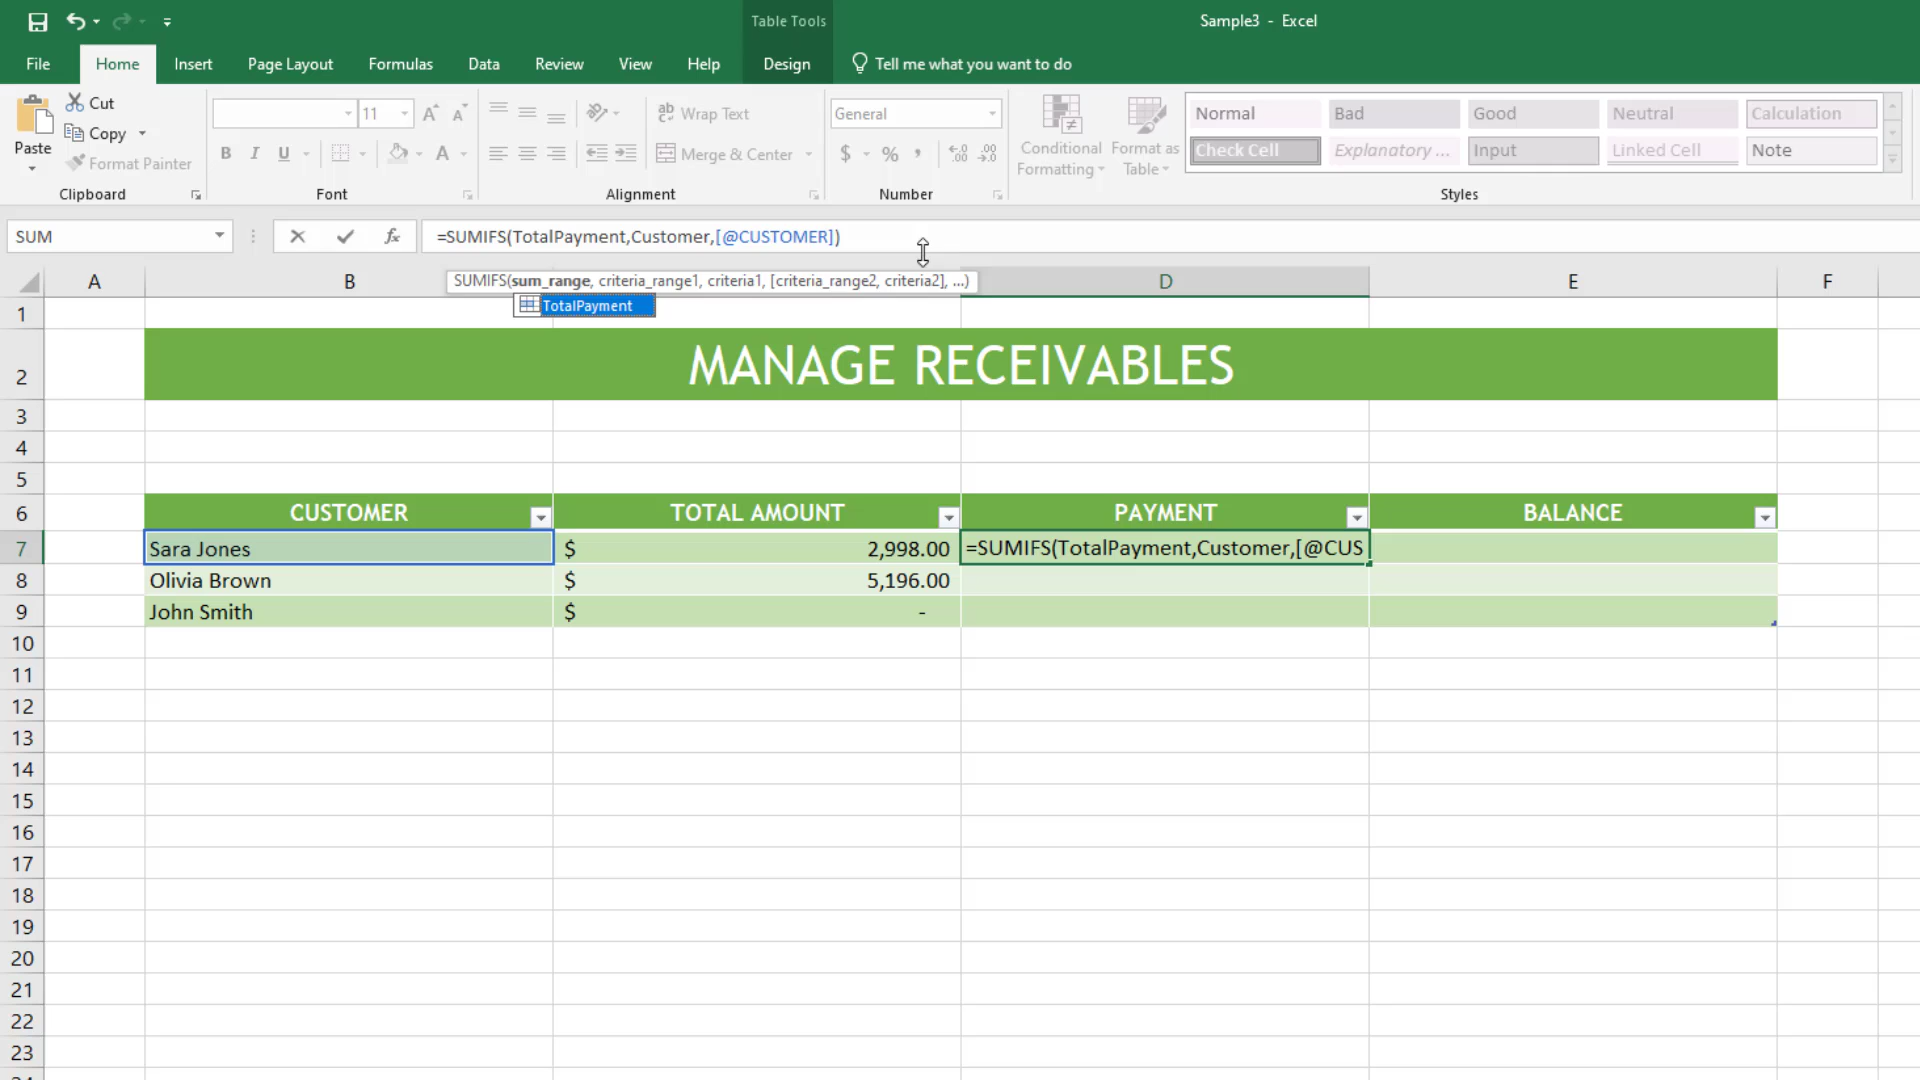 Table Tools
Sample3 - Excel
File Home Insert Page Layout Formulas Data Review View Help Design Tell me what you want to do
Paste
Cut
Copy
Format Painter
Clipboard
11
B I U
Font
Wrap Text
Merge & Center
Alignment
General
$ % ,
Number
Conditional Formatting
Format as Table
Normal Bad Good Neutral Calculation
Check Cell Explanatory ... Input Linked Cell Note
Styles
SUM
fx
=SUMIFS(TotalPayment,Customer,[@CUSTOMER])
SUMIFS(sum_range, criteria_range1, criteria1, [criteria_range2, criteria2], ...)
TotalPayment
A B D E F
1
2 MANAGE RECEIVABLES
3
4
5
6 CUSTOMER TOTAL AMOUNT PAYMENT BALANCE
7 Sara Jones $ 2,998.00 =SUMIFS(TotalPayment,Customer,[@CUS
8 Olivia Brown $ 5,196.00
9 John Smith $ -
10
11
12
13
14
15
16
17
18
19
20
21
22
23